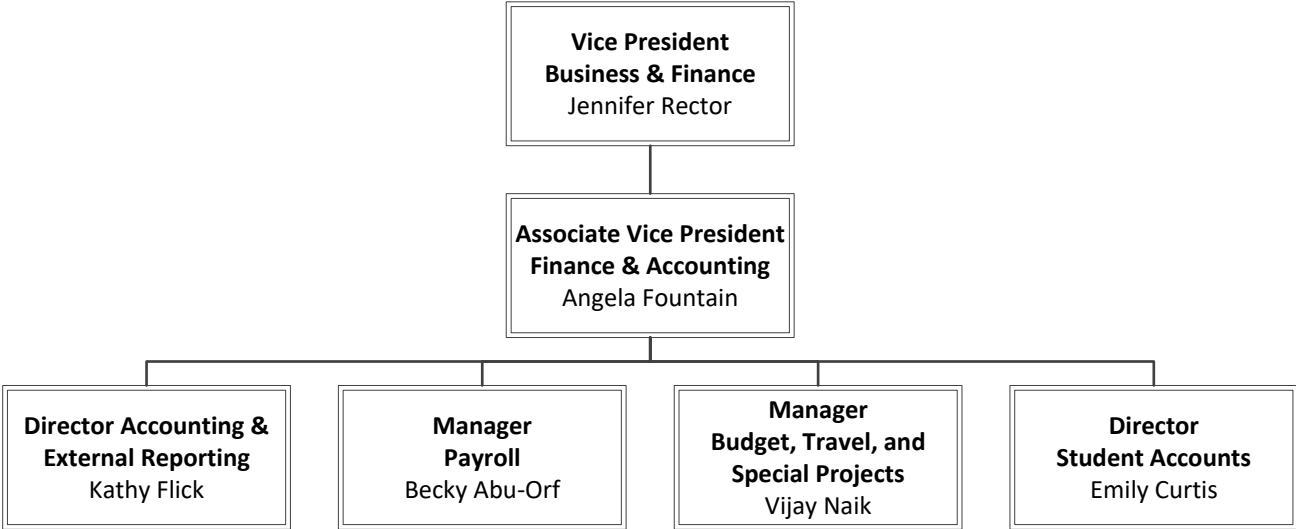 Vice President
Business & Finance
Jennifer Rector
Associate Vice President
Finance & Accounting
Angela Fountain
Director Accounting &
External Reporting
Kathy Flick
Manager
Payroll
Becky Abu-Orf
Manager
Budget, Travel, and
Special Projects
Vijay Naik
Director
Student Accounts
Emily Curtis